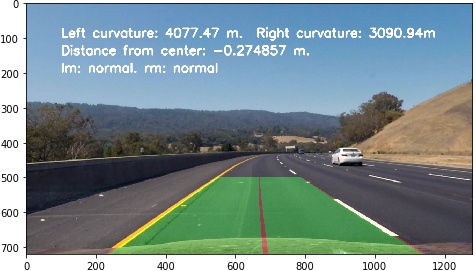 Left curvature: 4077.47 m.  Right curvature: 3090.94m
Distance from center: −0.274857 m.
lm: normal. rm: normal
0
100
200
300
400
500
600
700
0 200 400 600 800 1000 1200